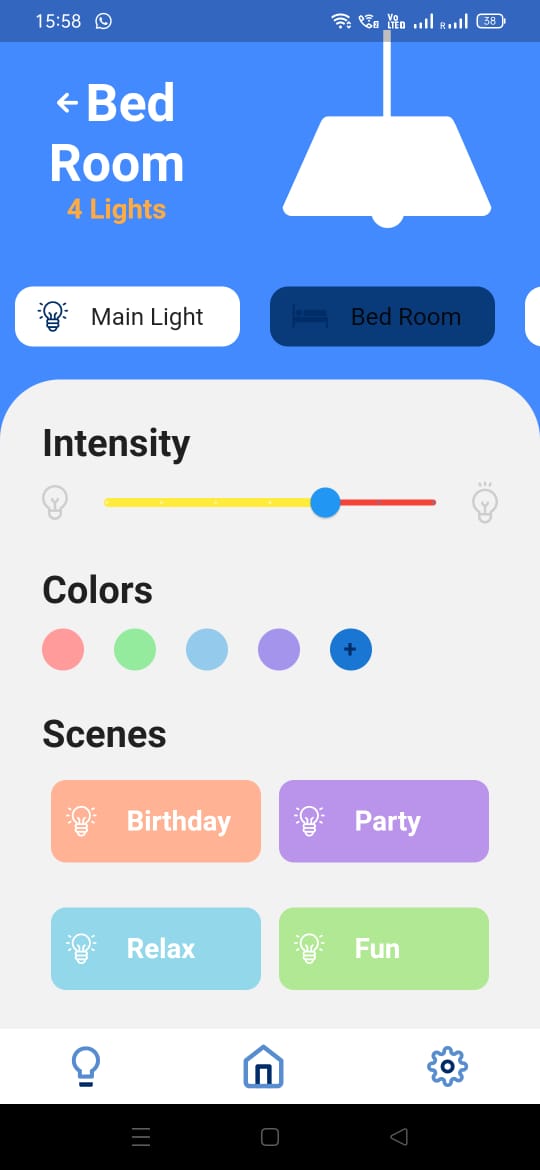 15:58
Vo
LTE
R
38
Bed
Room
4 Lights
Main Light
Bed Room
Intensity
Colors
+
Scenes
Birthday
Party
Relax
Fun